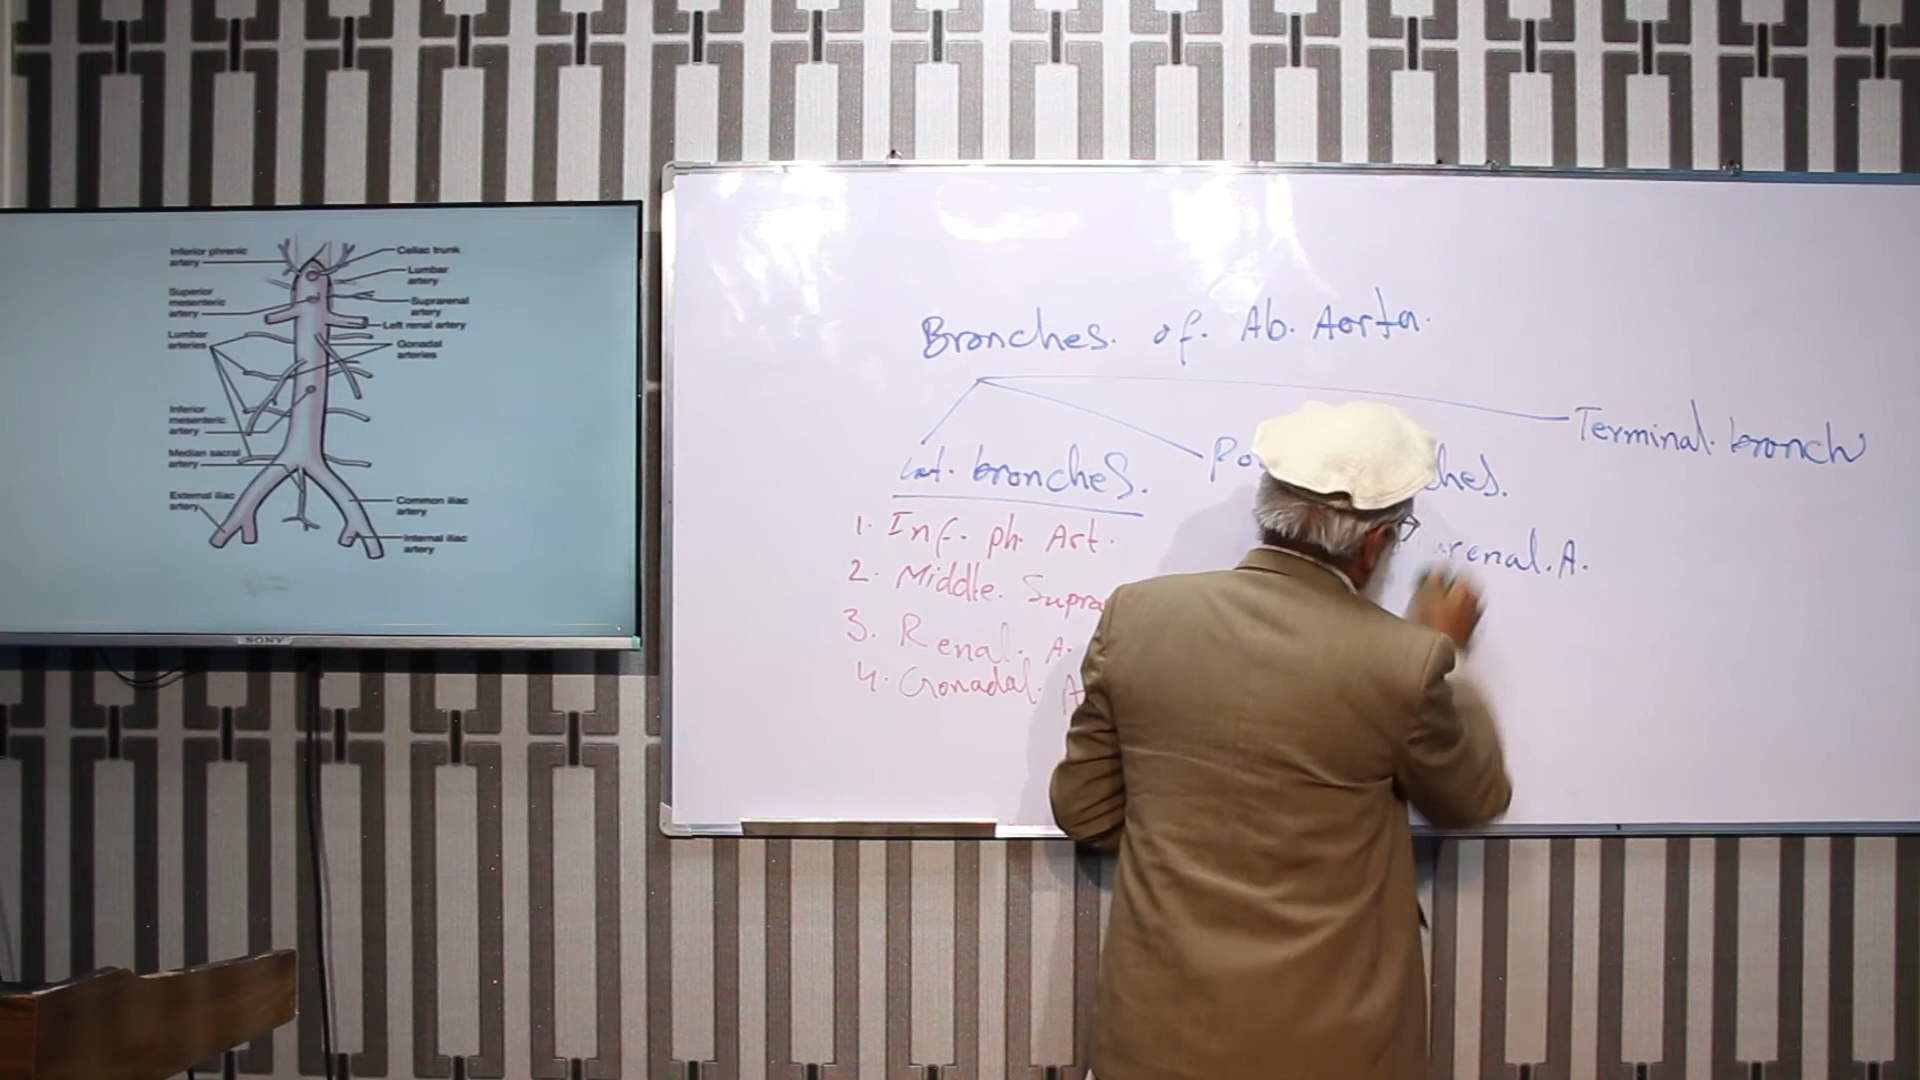 Inferior phrenic
artery
Superior
mesenteric
artery
Lumbar
arteries
Inferior
mesenteric
artery
Median sacral
artery
External iliac
artery
Celiac trunk
Lumbar
artery
Suprarenal
artery
Left renal artery
Gonadal
arteries
Common iliac
artery
Internal iliac
artery
SONY
Branches. of. Ab. Aorta.
Lat. branches.
1. Inf. ph. Art.
2. Middle. Supra
3. Renal. A.
4. Gonadal. A
Po ches.
renal. A.
Terminal. branch